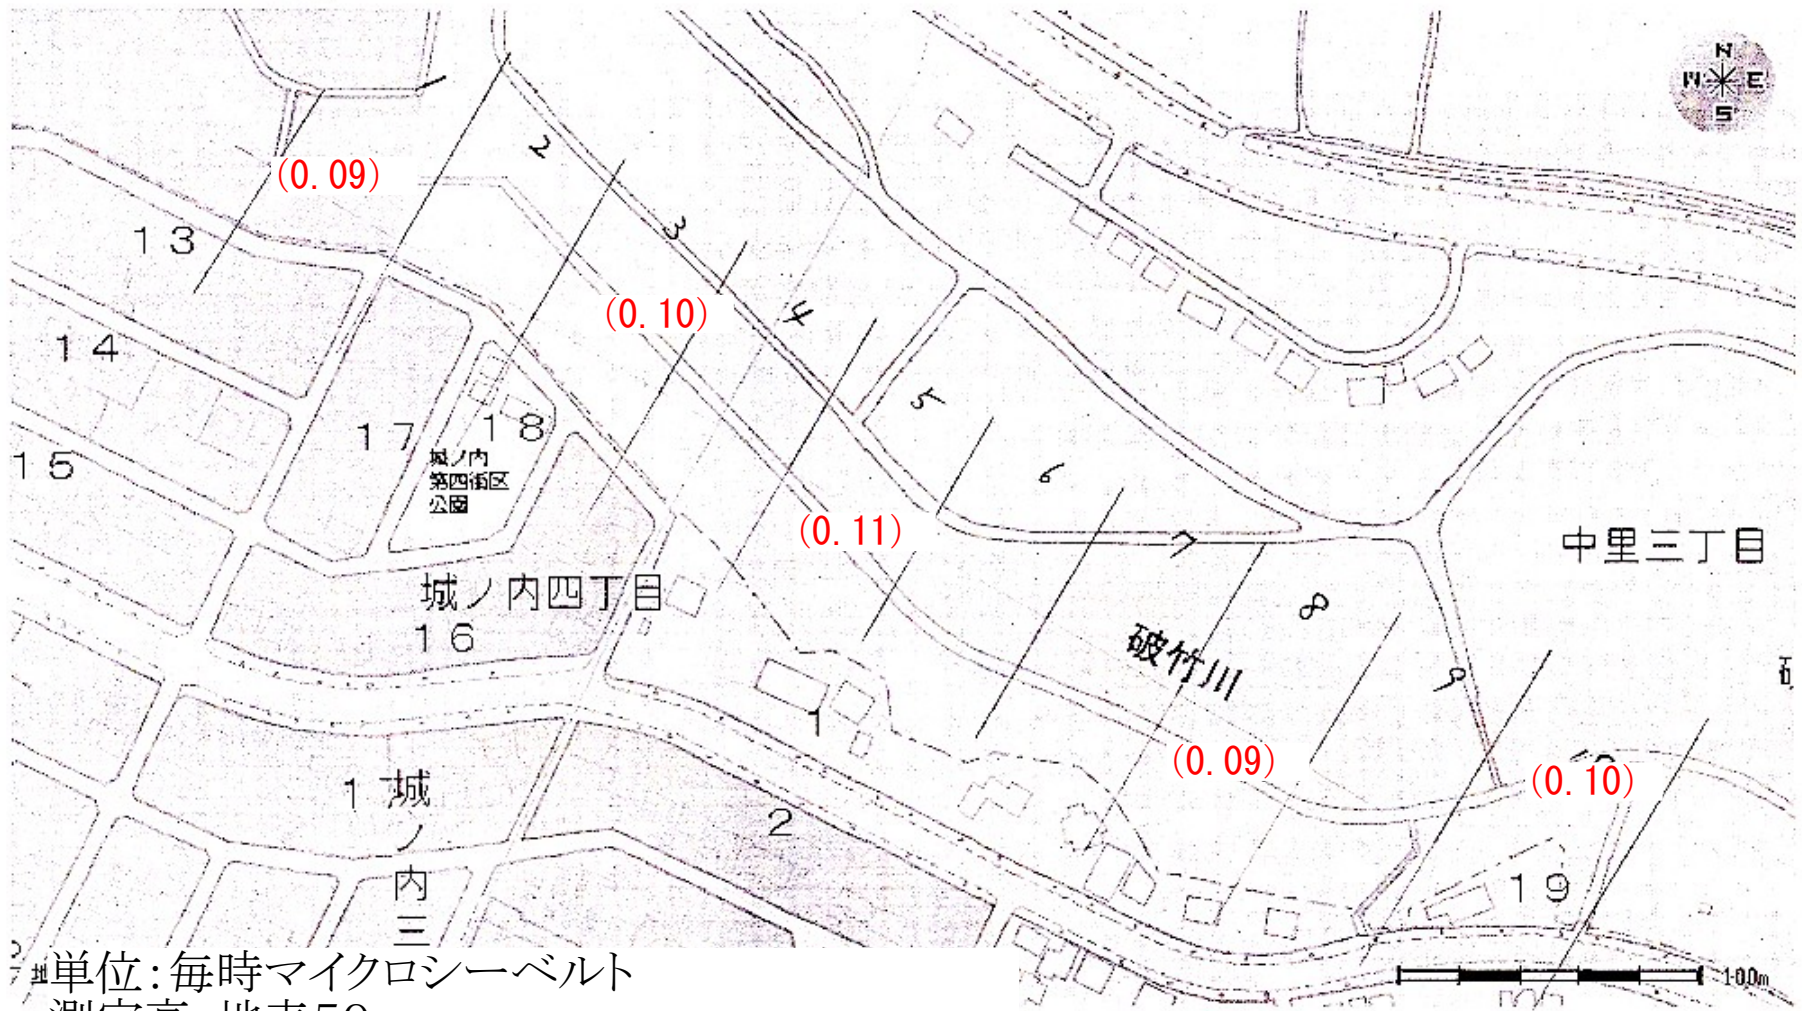 N
W E
S
1
2
(0.09)
3
13
(0.10)
4
14
5
17
18
15
城ノ内
第四街区
公園
6
(0.11)
7
中里三丁目
城ノ内四丁目
16
8
破竹川
9
1
(0.09)
(0.10)
1
城ノ内三
2
19
100m
単位:毎時マイクロシーベルト